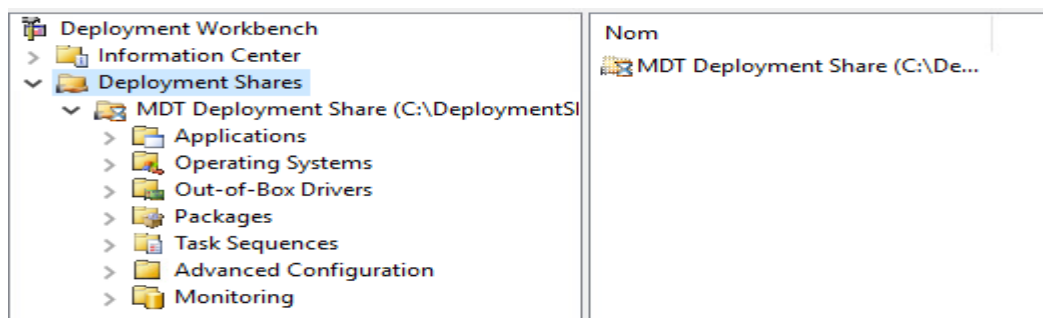 Deployment Workbench
Information Center
Deployment Shares
MDT Deployment Share (C:\DeploymentSl
Applications
Operating Systems
Out-of-Box Drivers
Packages
Task Sequences
Advanced Configuration
Monitoring
Nom
MDT Deployment Share (C:\De...